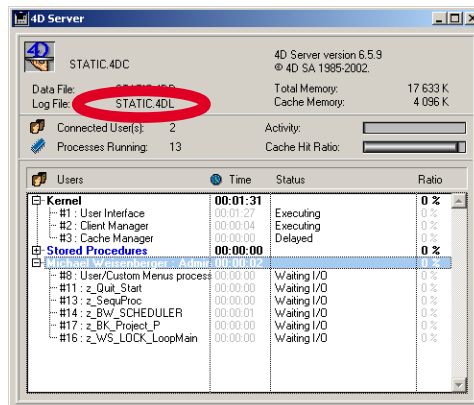 4D Server
4D
STATIC.4DC
4D Server version 6.5.9
© 4D SA 1985-2002.
Data File:
Total Memory: 17 633 K
Log File: STATIC.4DL
Cache Memory: 4 096 K
Connected User(s): 2
Activity:
Processes Running: 13
Cache Hit Ratio:
Users Time Status Ratio
Kernel 00:01:31 0 %
#1 : User Interface 00:01:27 Executing 0 %
#2 : Client Manager 00:00:04 Executing 0 %
#3 : Cache Manager 00:00:00 Delayed 0 %
Stored Procedures 00:00:00 0 %
Michael Weisenberger : Admin 00:00:02 0 %
#8 : User/Custom Menus process 00:00:00 Waiting I/O 0 %
#11 : z_Quit_Start 00:00:00 Waiting I/O 0 %
#13 : z_SequProc 00:00:00 Waiting I/O 0 %
#14 : z_BW_SCHEDULER 00:00:01 Waiting I/O 0 %
#17 : z_BK_Project_P 00:00:00 Waiting I/O 0 %
#16 : z_WS_LOCK_LoopMain 00:00:00 Waiting I/O 0 %